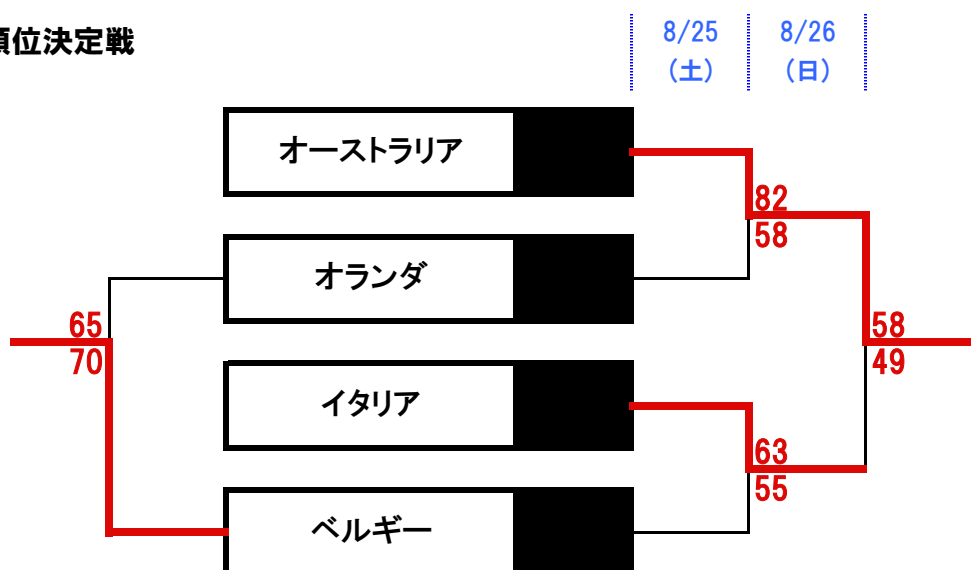 順位決定戦
8/25
(土)
8/26
(日)
オーストラリア
82
58
オランダ
65
70
58
49
イタリア
63
55
ベルギー